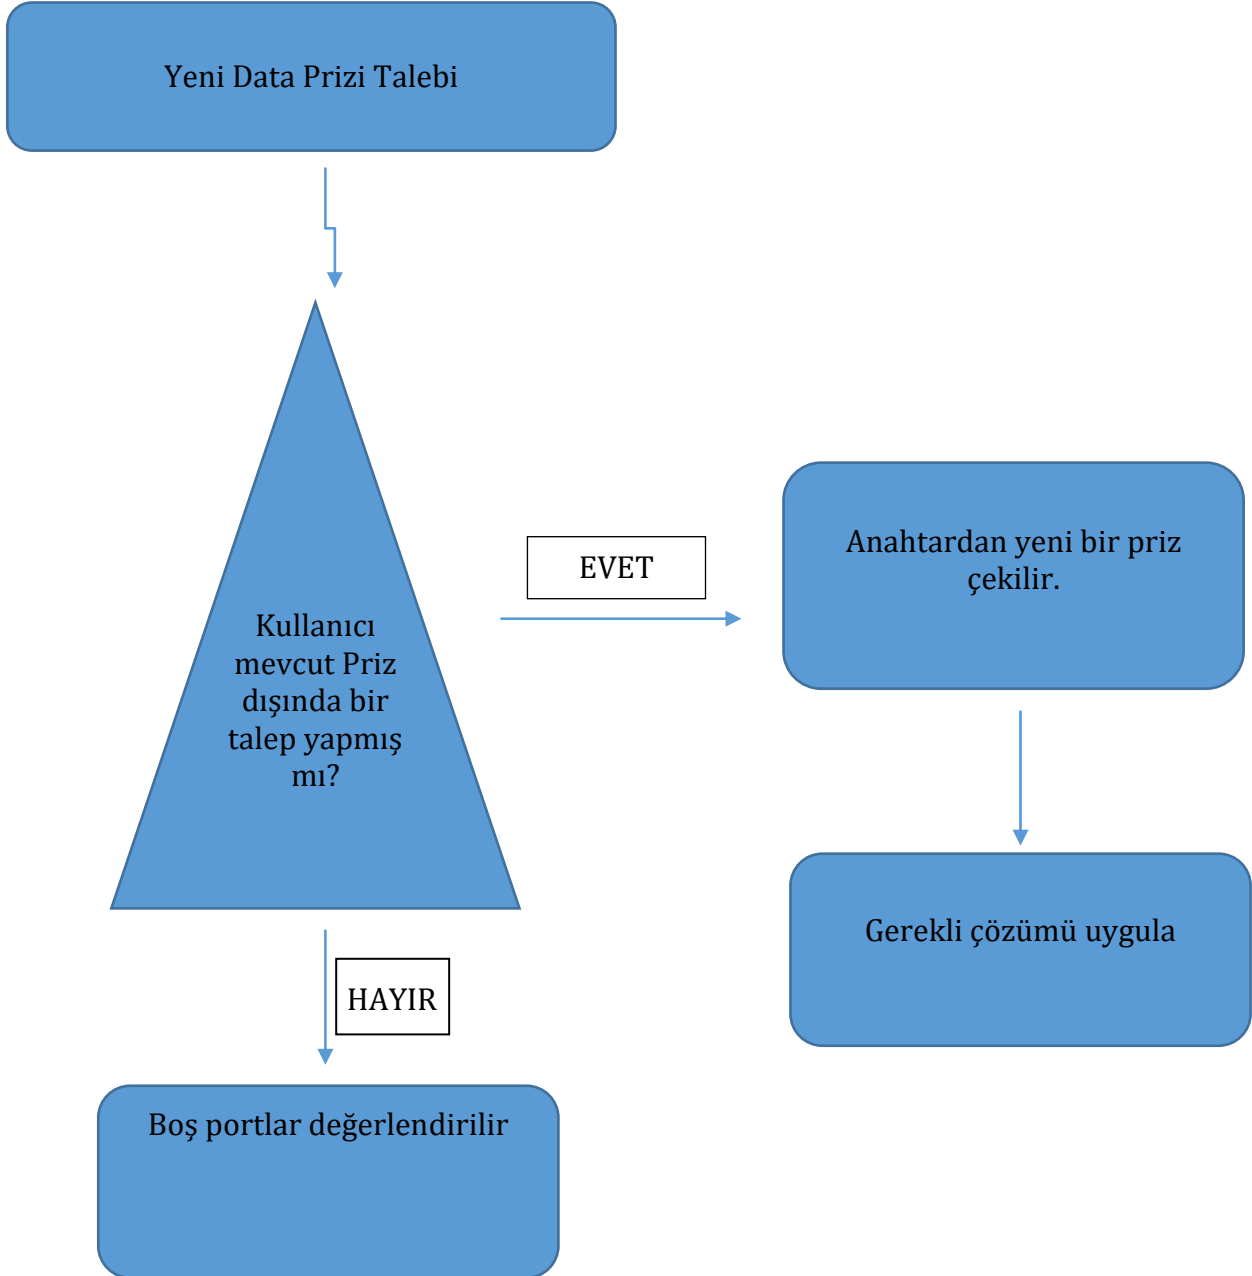 Yeni Data Prizi Talebi
Kullanıcı
mevcut Priz
dışında bir
talep yapmış
mı?
EVET
Anahtardan yeni bir priz
çekilir.
Gerekli çözümü uygula
HAYIR
Boş portlar değerlendirilir